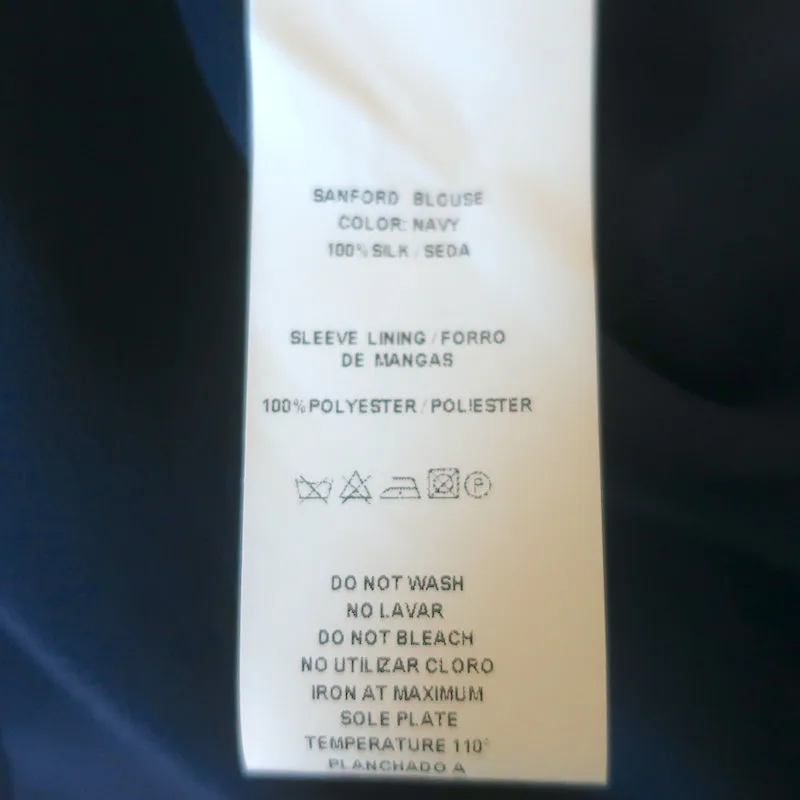 SANFORD BLOUSE
COLOR: NAVY
100% SILK / SEDA
SLEEVE LINING / FORRO
DE MANGAS
100% POLYESTER / POLIESTER
P
DO NOT WASH
NO LAVAR
DO NOT BLEACH
NO UTILIZAR CLORO
IRON AT MAXIMUM
SOLE PLATE
TEMPERATURE 110°
PLANCHADO A